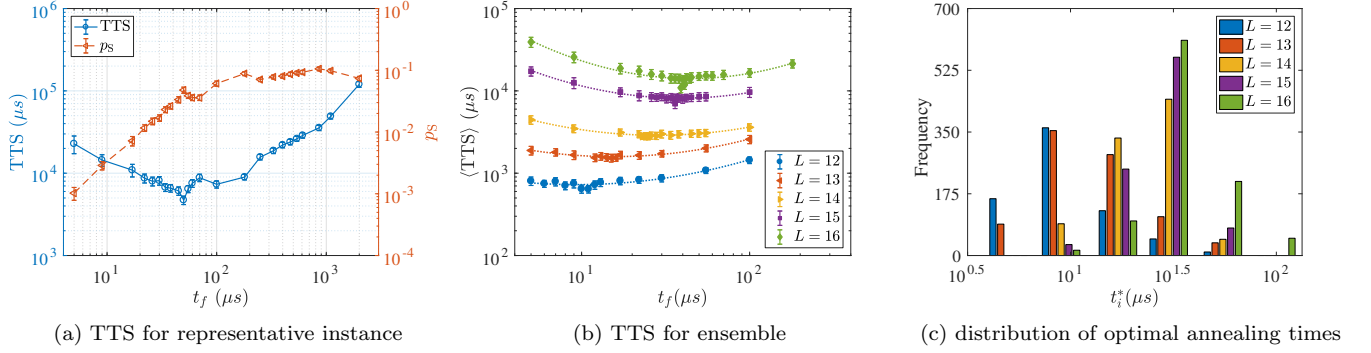 10^6
10^5
10^4
10^3
TTS (μs)
TTS
p_S
10^0
10^-1
10^-2
10^-3
10^-4
p_S
10^1 10^2 10^3
t_f (μs)
(a) TTS for representative instance
10^5
10^4
10^3
10^2
⟨TTS⟩ (μs)
L = 12
L = 13
L = 14
L = 15
L = 16
10^1 10^2
t_f(μs)
(b) TTS for ensemble
700
525
350
175
0
Frequency
L = 12
L = 13
L = 14
L = 15
L = 16
10^0.5 10^1 10^1.5 10^2
t_i^*(μs)
(c) distribution of optimal annealing times